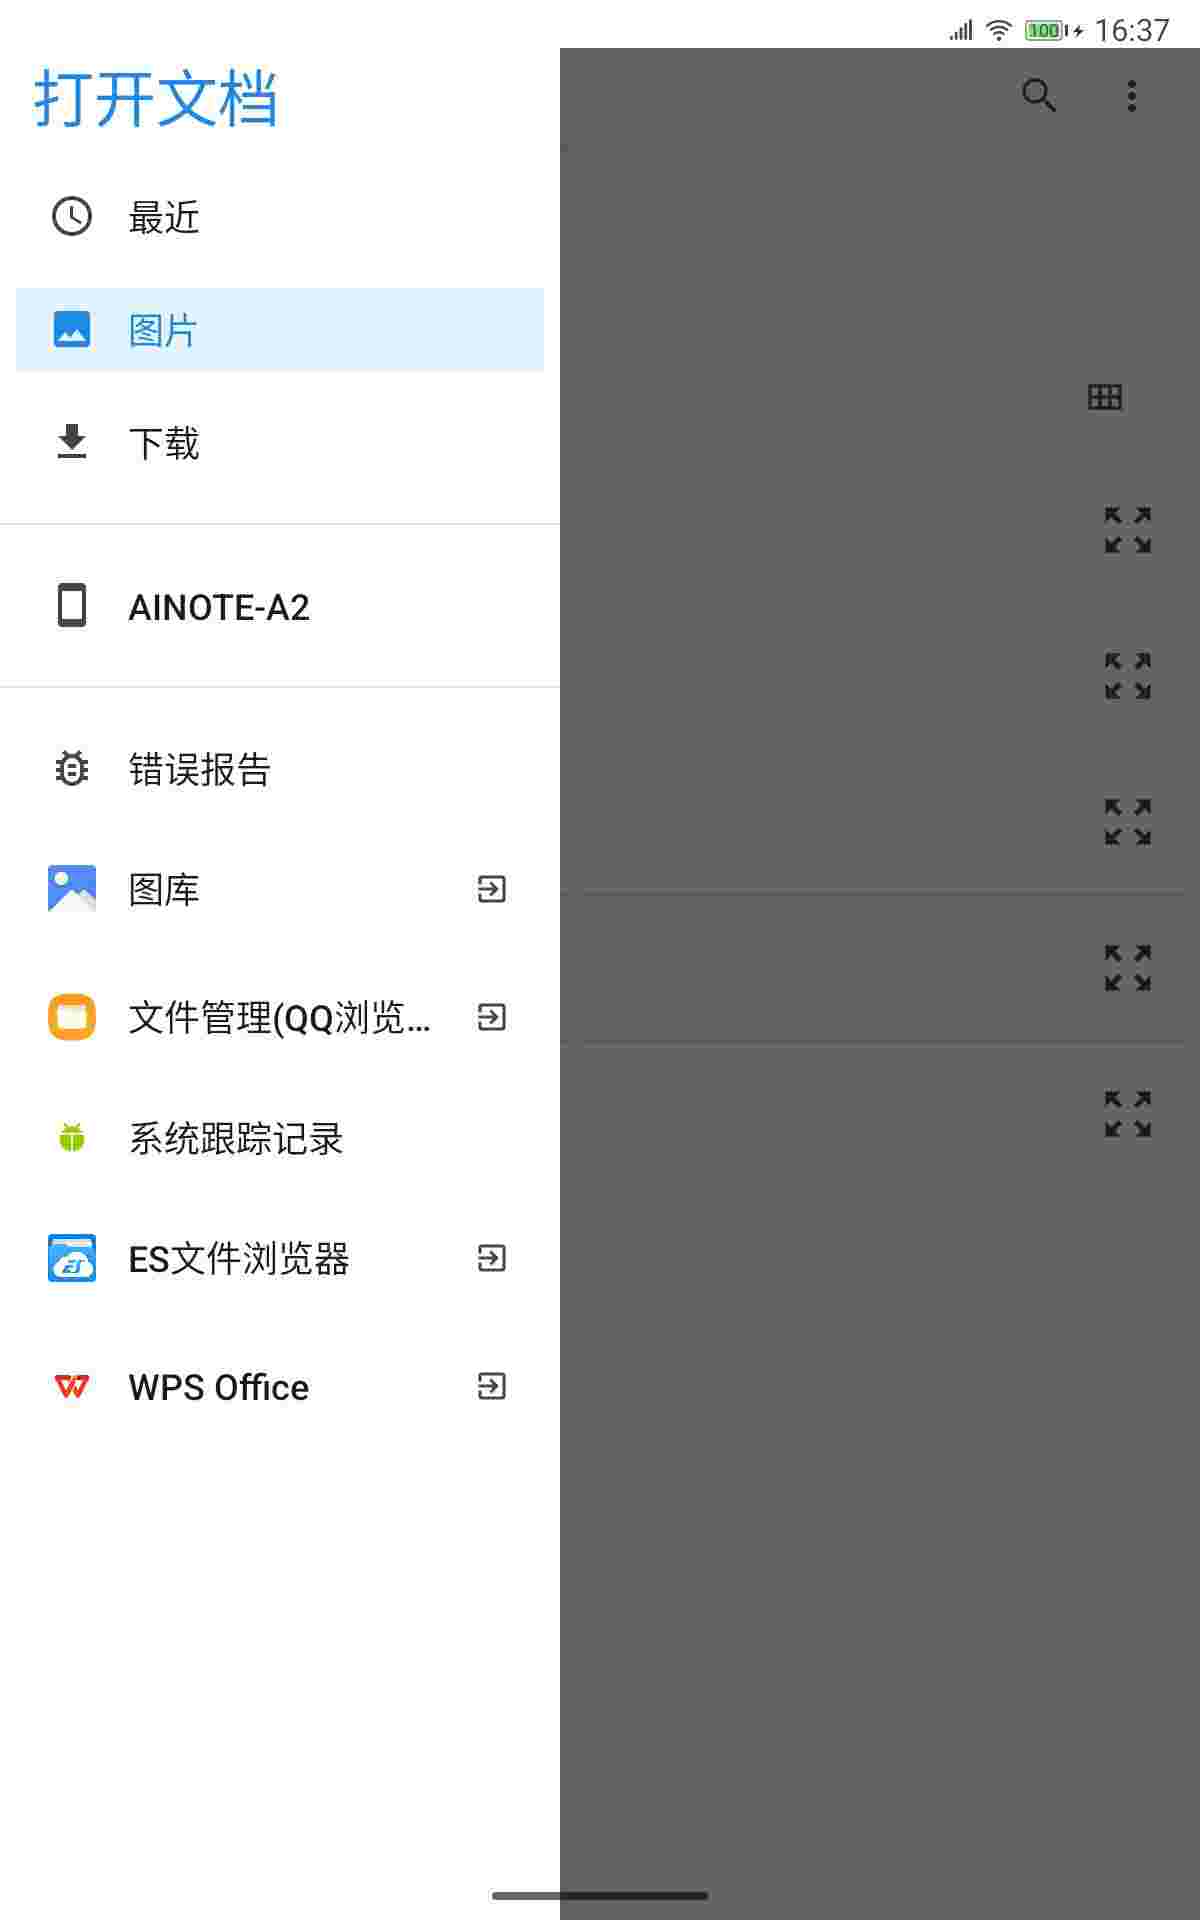 100 16:37
打开文档
最近
图片
下载
AINOTE-A2
错误报告
图库
文件管理(QQ浏览...
系统跟踪记录
ES文件浏览器
WPS Office